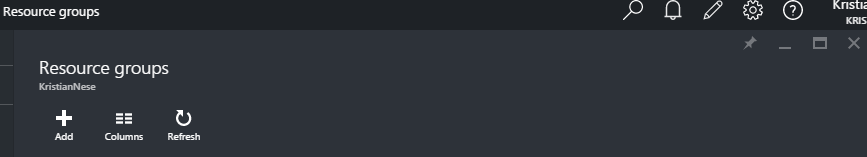 Resource groups
Resource groups
KristianNese
Add Columns Refresh